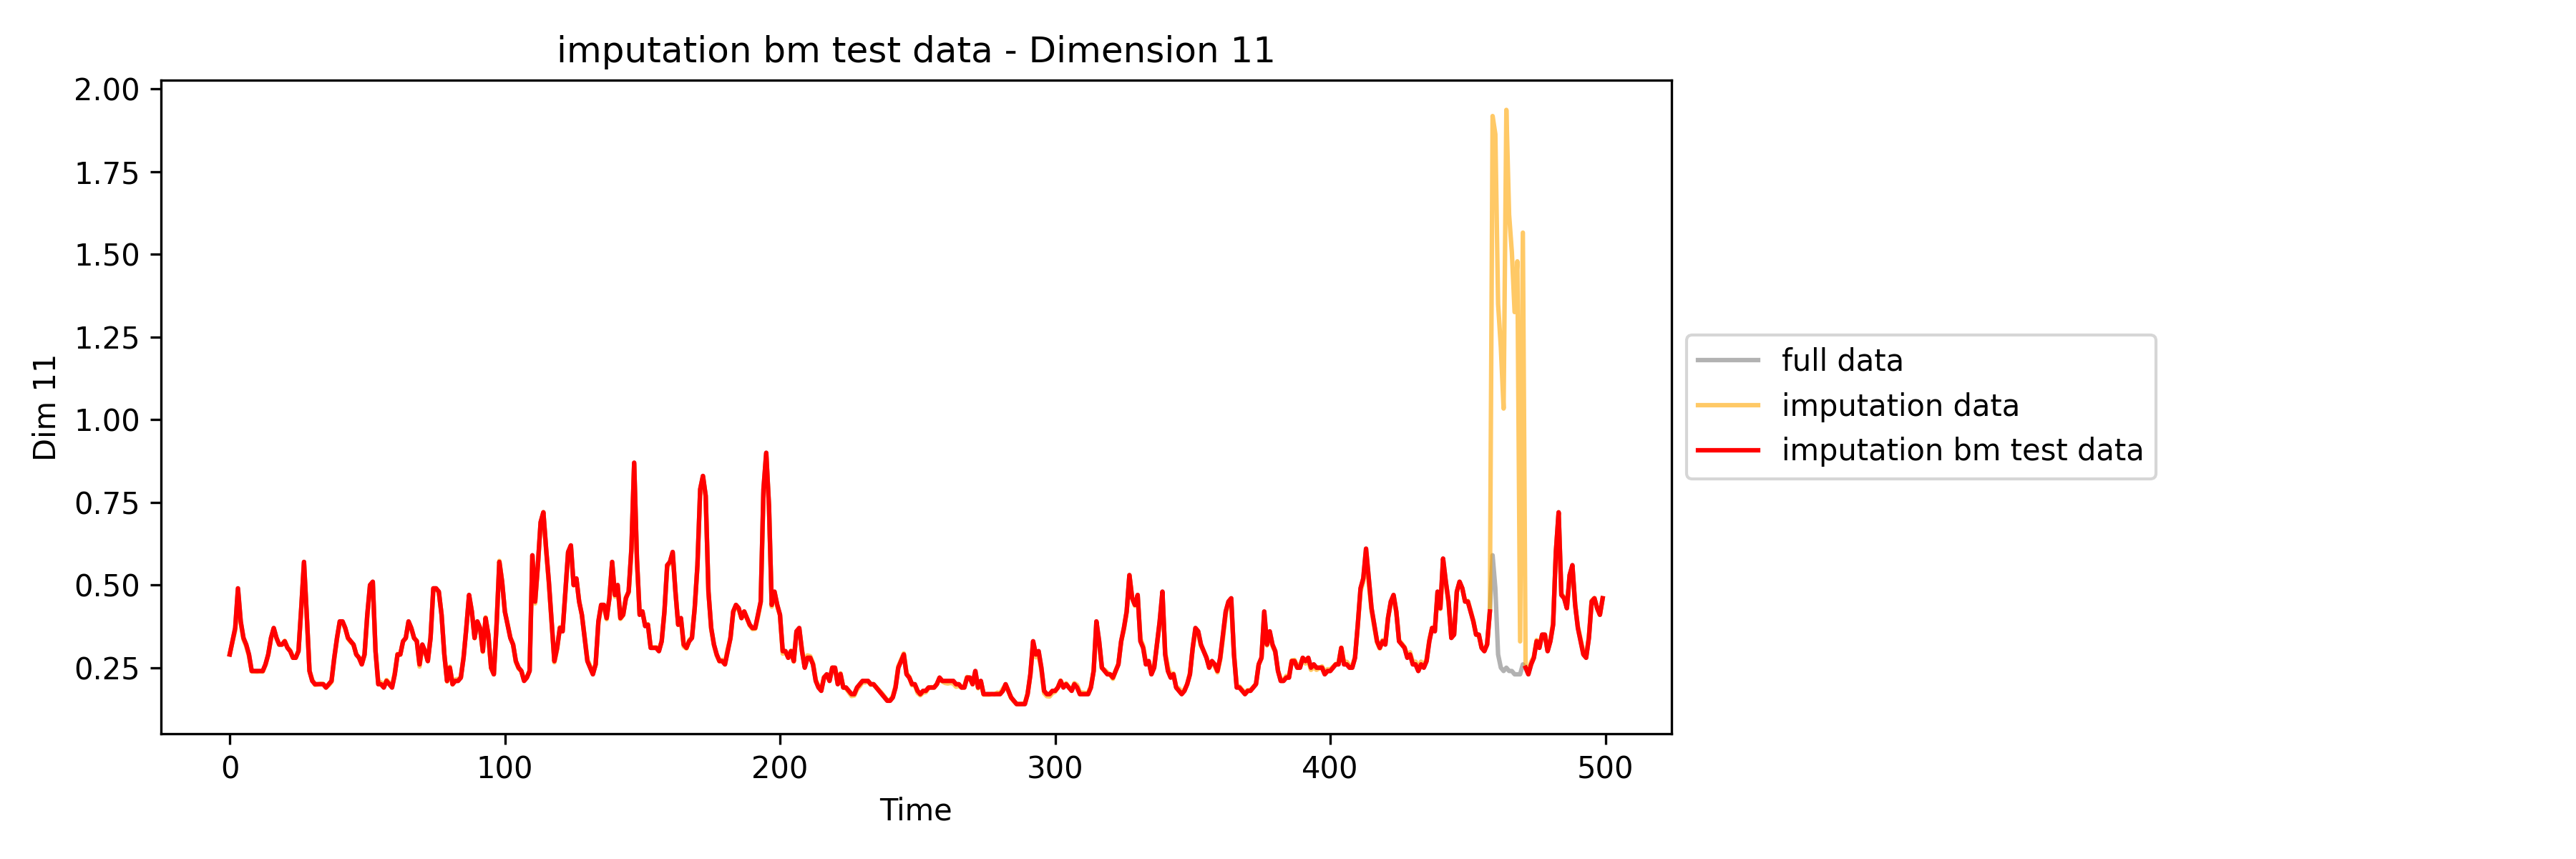 imputation bm test data - Dimension 11
2.00
1.75
1.50
1.25
1.00
0.75
0.50
0.25
Dim 11
0 100 200 300 400 500
Time
full data
imputation data
imputation bm test data